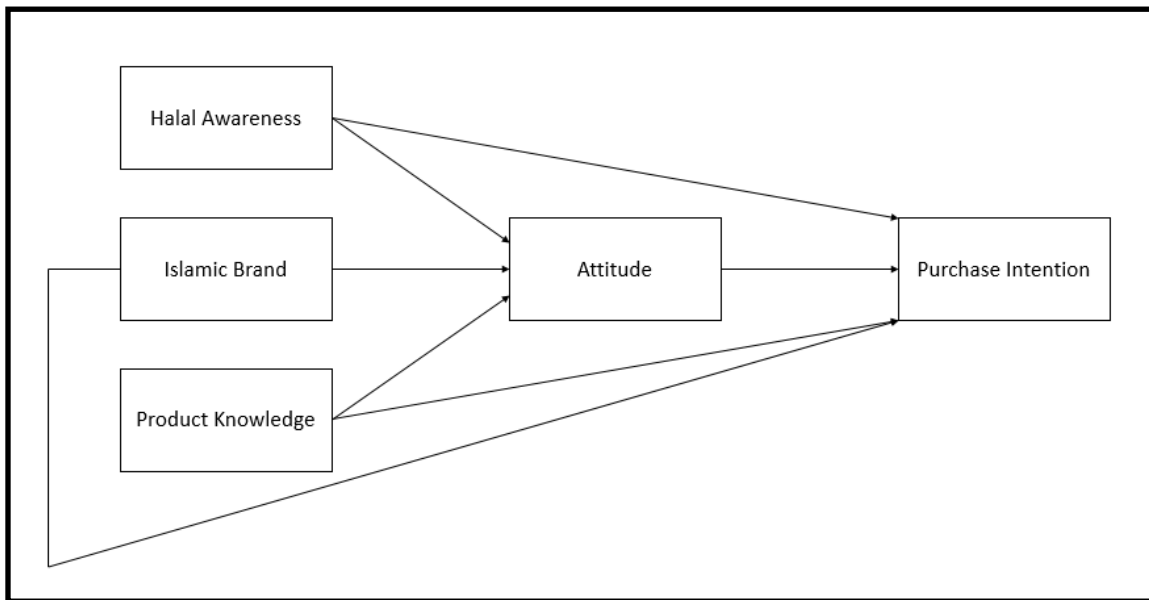 Halal Awareness
Islamic Brand
Attitude
Purchase Intention
Product Knowledge